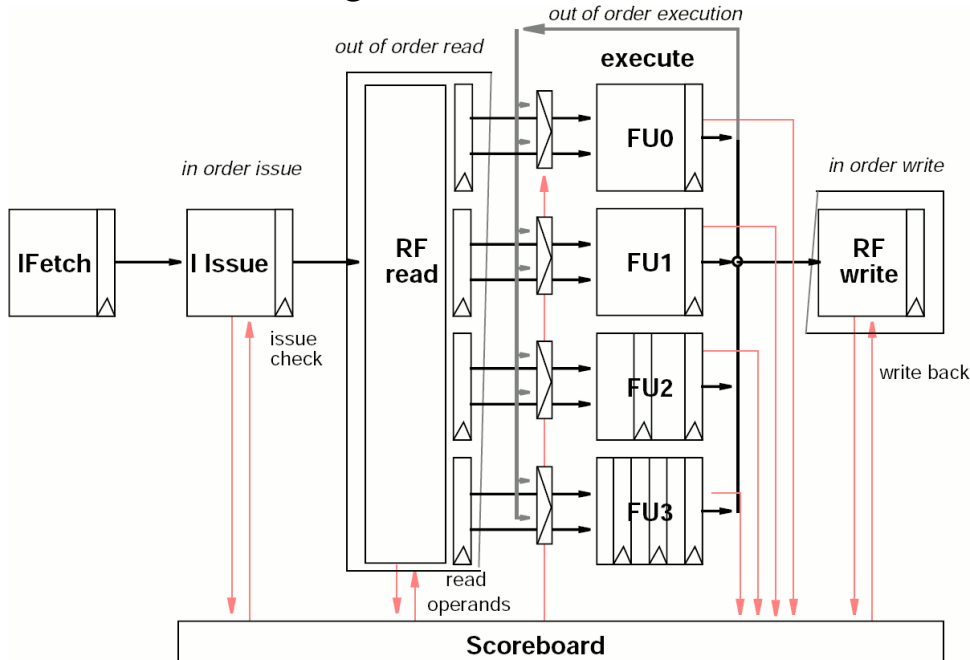 out of order execution
out of order read
execute
FU0
in order issue
in order write
IFetch
I Issue
RF
read
FU1
RF
write
issue
check
FU2
write back
FU3
read
operands
Scoreboard